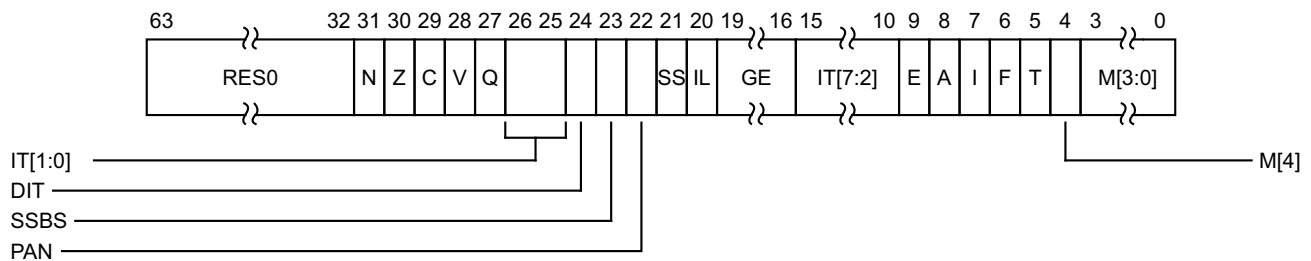 63 32 31 30 29 28 27 26 25 24 23 22 21 20 19 16 15 10 9 8 7 6 5 4 3 0
RES0 N Z C V Q SS IL GE IT[7:2] E A I F T M[3:0]
IT[1:0] M[4]
DIT
SSBS
PAN